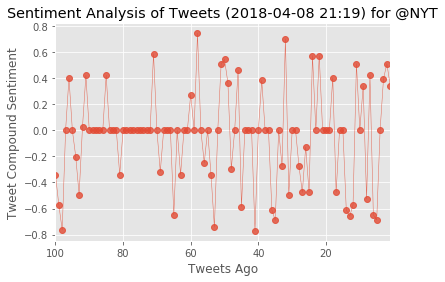 Sentiment Analysis of Tweets (2018-04-08 21:19) for @NYT
Tweet Compound Sentiment
0.8
0.6
0.4
0.2
0.0
−0.2
−0.4
−0.6
−0.8
100 80 60 40 20
Tweets Ago